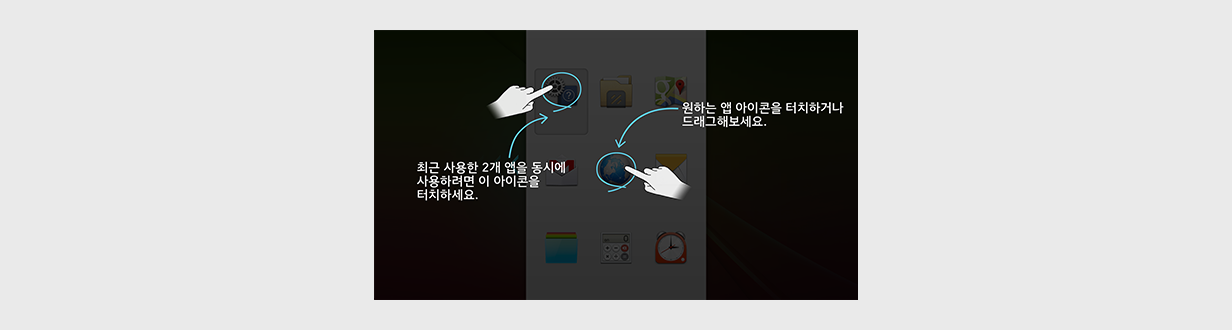 원하는 앱 아이콘을 터치하거나
드래그해보세요.
최근 사용한 2개 앱을 동시에
사용하려면 이 아이콘을
터치하세요.